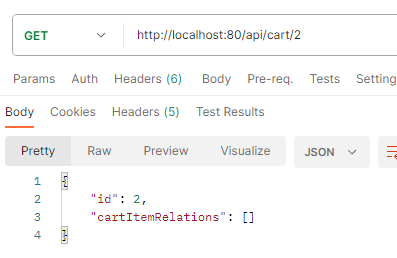 GET http://localhost:80/api/cart/2
Params Auth Headers (6) Body Pre-req. Tests Setting
Body Cookies Headers (5) Test Results
Pretty Raw Preview Visualize JSON
1 {
2 "id": 2,
3 "cartItemRelations": []
4 }